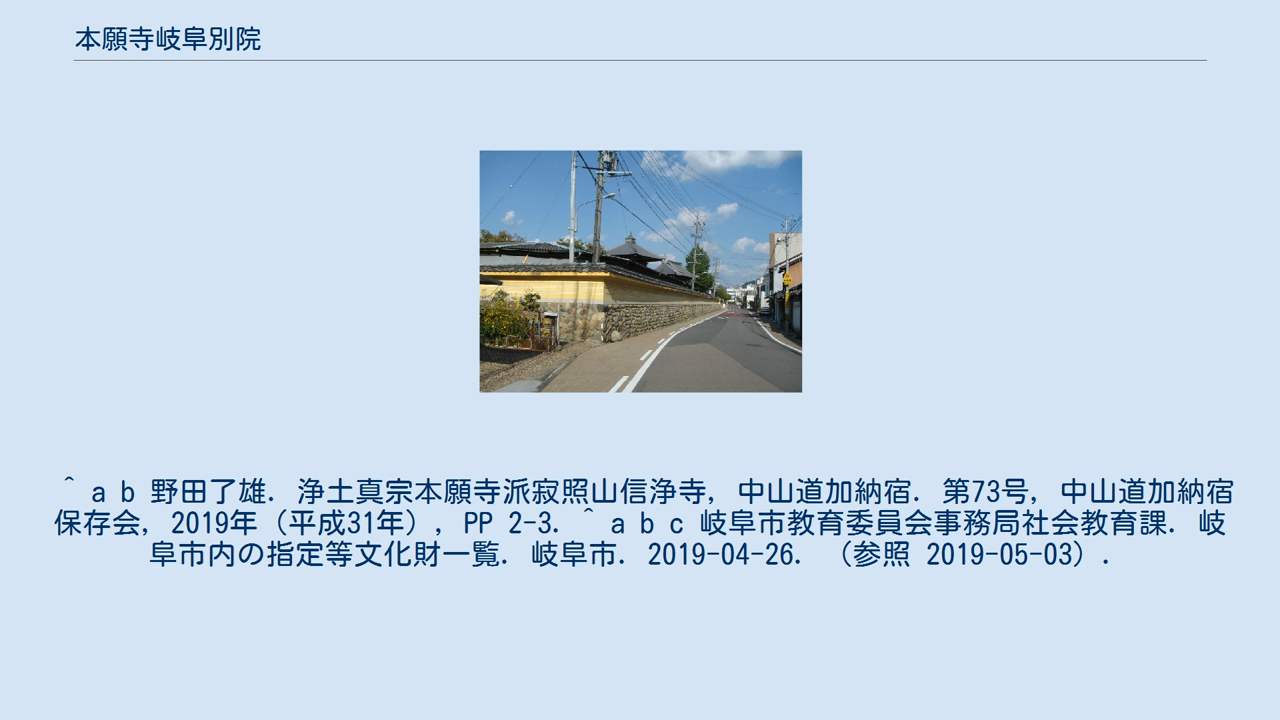 本願寺岐阜別院
^ a b 野田了雄. 浄土真宗本願寺派寂照山信浄寺, 中山道加納宿. 第73号, 中山道加納宿
保存会, 2019年（平成31年）, PP 2-3. ^ a b c 岐阜市教育委員会事務局社会教育課. 岐
阜市内の指定等文化財一覧. 岐阜市. 2019-04-26. （参照 2019-05-03）.